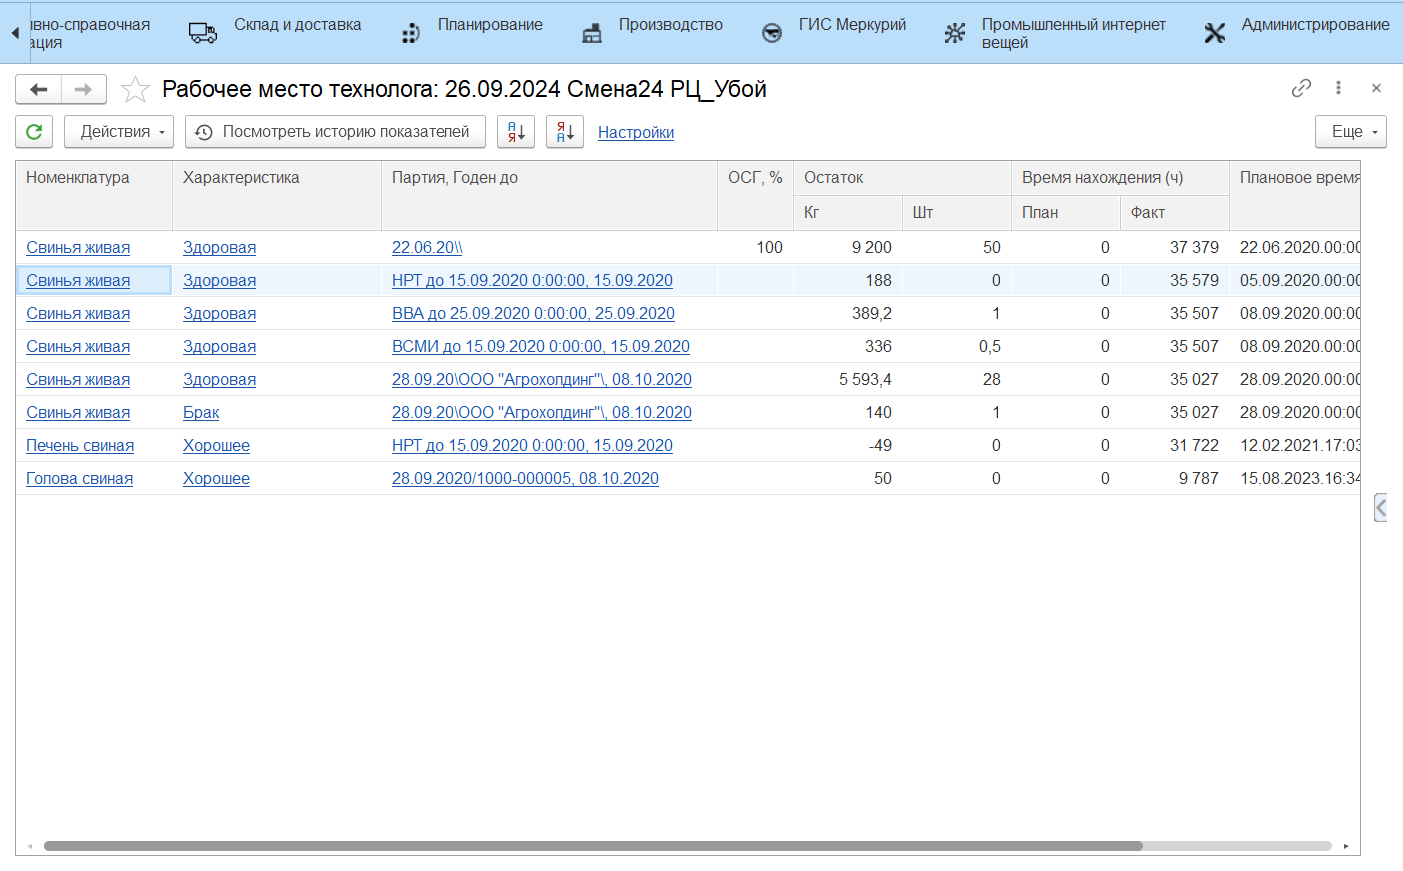 ивно-справочная
ация
Склад и доставка
Планирование
Производство
ГИС Меркурий
Промышленный интернет
вещей
Администрирование
Рабочее место технолога: 26.09.2024 Смена24 РЦ_Убой
Действия
Посмотреть историю показателей
А
Я
Я
А
Настройки
Еще
Номенклатура Характеристика Партия, Годен до ОСГ, % Остаток Время нахождения (ч) Плановое время
Кг Шт План Факт
Свинья живая Здоровая 22.06.20\\ 100 9 200 50 0 37 379 22.06.2020.00:00
Свинья живая Здоровая НРТ до 15.09.2020 0:00:00, 15.09.2020 188 0 0 35 579 05.09.2020.00:00
Свинья живая Здоровая ВВА до 25.09.2020 0:00:00, 25.09.2020 389,2 1 0 35 507 08.09.2020.00:00
Свинья живая Здоровая ВСМИ до 15.09.2020 0:00:00, 15.09.2020 336 0,5 0 35 507 08.09.2020.00:00
Свинья живая Здоровая 28.09.20\ООО "Агрохолдинг"\, 08.10.2020 5 593,4 28 0 35 027 28.09.2020.00:00
Свинья живая Брак 28.09.20\ООО "Агрохолдинг"\, 08.10.2020 140 1 0 35 027 28.09.2020.00:00
Печень свиная Хорошее НРТ до 15.09.2020 0:00:00, 15.09.2020 -49 0 0 31 722 12.02.2021.17:03
Голова свиная Хорошее 28.09.2020/1000-000005, 08.10.2020 50 0 0 9 787 15.08.2023.16:34